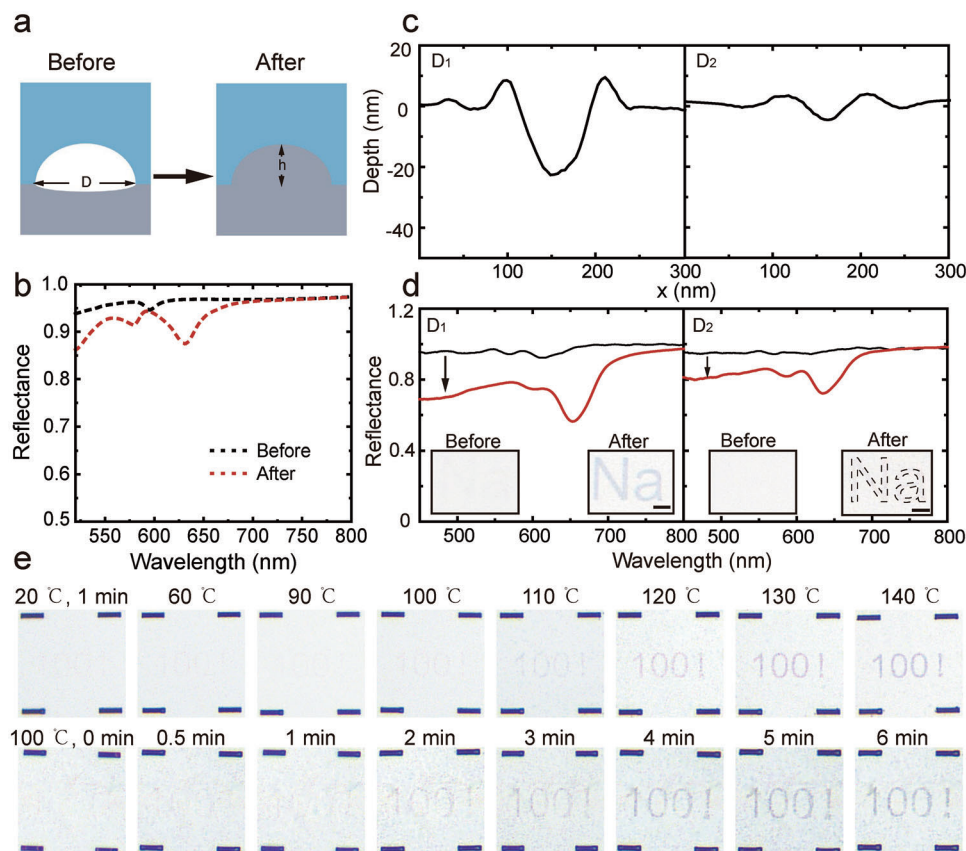 a
Before After
D
h
c
D1 D2
20
0
-20
-40
Depth (nm)
100 200 300 100 200 300
x (nm)
b
1.0
0.9
0.8
0.7
0.6
0.5
Reflectance
Before
After
550 600 650 700 750 800
Wavelength (nm)
d
D1 D2
1.2
0.8
0.4
0
Reflectance
Before After Before After
Na Na Na
500 600 700 800 500 600 700 800
Wavelength (nm)
e
20 ℃, 1 min 60 ℃ 90 ℃ 100 ℃ 110 ℃ 120 ℃ 130 ℃ 140 ℃
100! 100! 100! 100! 100! 100! 100! 100!
100 ℃, 0 min 0.5 min 1 min 2 min 3 min 4 min 5 min 6 min
100! 100! 100! 100! 100!